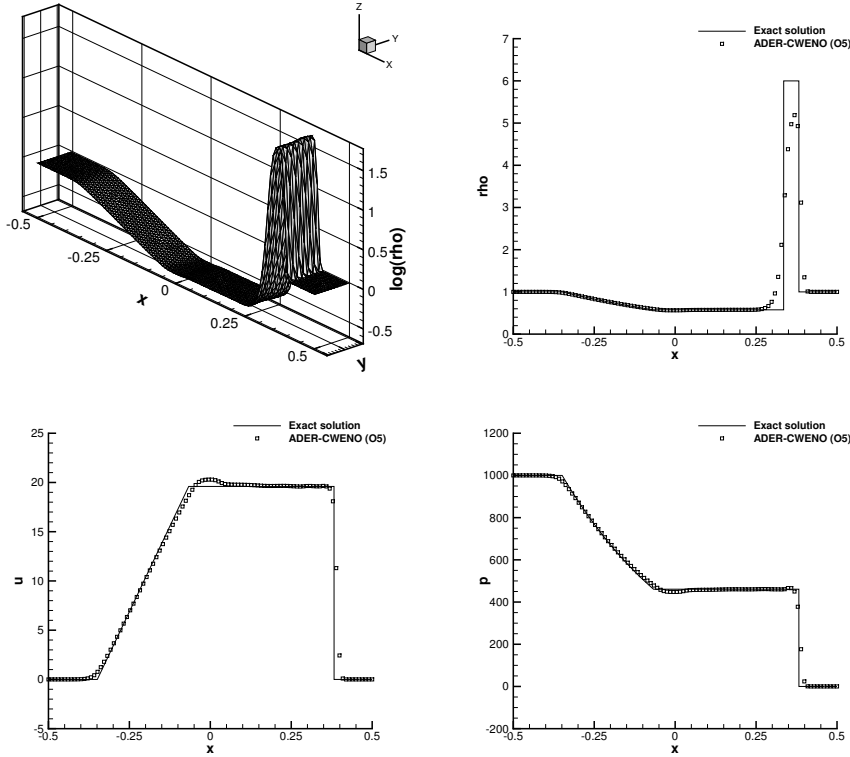 Z
Y
X
1.5
1
0.5
0
-0.5
log(rho)
-0.5
-0.25
0
0.25
0.5
x
y
Exact solution
ADER-CWENO (O5)
7
6
5
4
3
2
1
0
rho
-0.5
-0.25
0
0.25
0.5
x
Exact solution
ADER-CWENO (O5)
25
20
15
10
5
0
-5
u
-0.5
-0.25
0
0.25
0.5
x
Exact solution
ADER-CWENO (O5)
1200
1000
800
600
400
200
0
-200
p
-0.5
-0.25
0
0.25
0.5
x